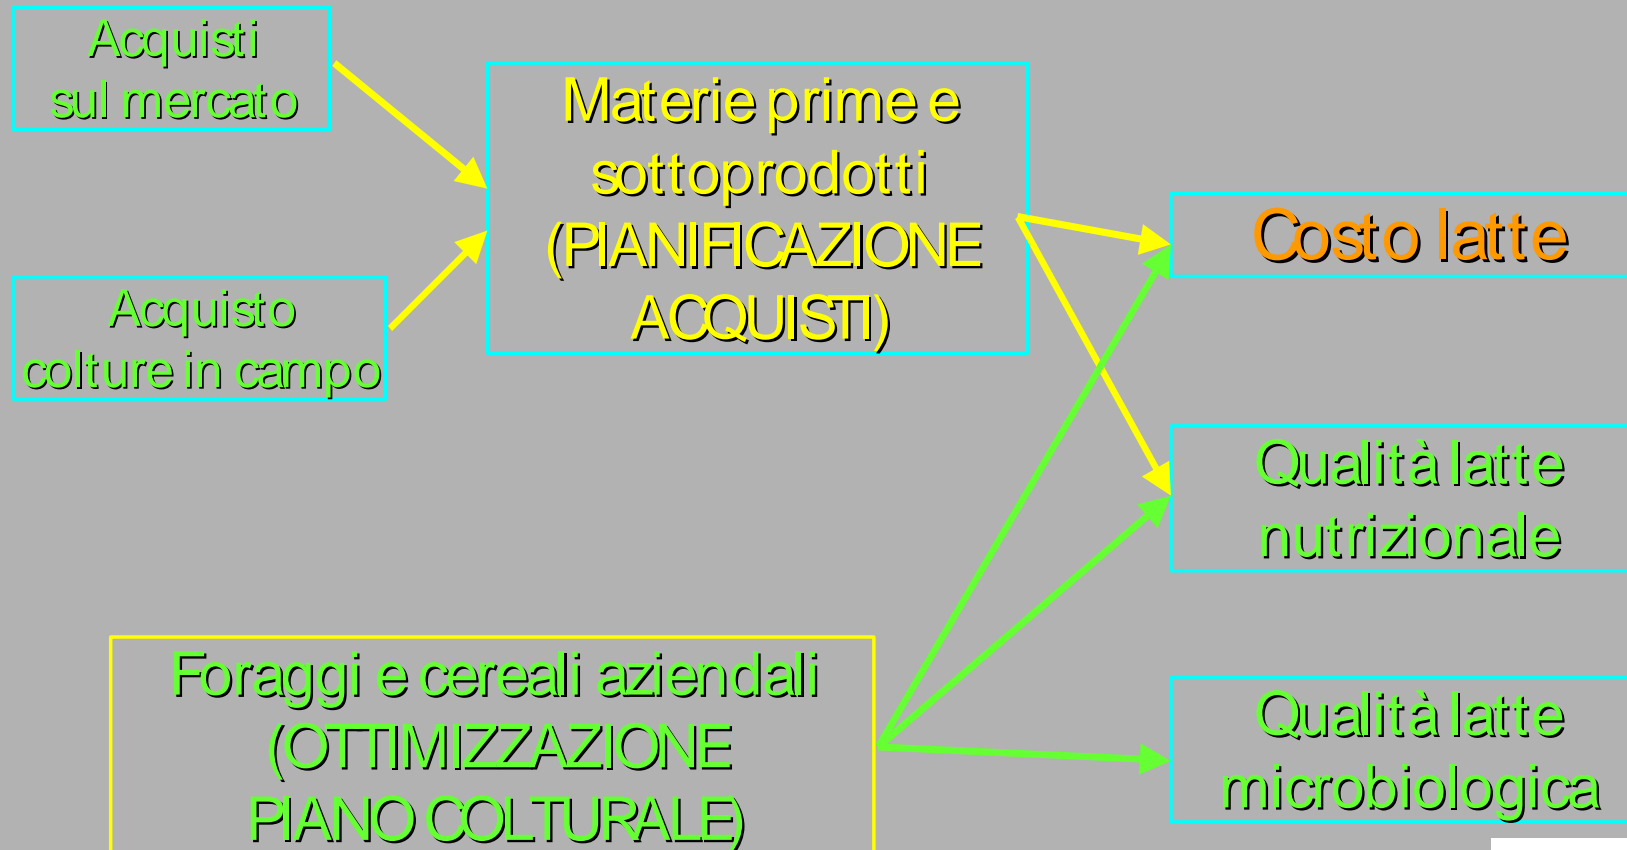 Acquisti
sul mercato
Materie prime e
sottoprodotti
(PIANIFICAZIONE
ACQUISTI)
Acquisto
colture in campo
Costo latte
Qualità latte
nutrizionale
Foraggi e cereali aziendali
(OTTIMIZZAZIONE
PIANO COLTURALE)
Qualità latte
microbiologica